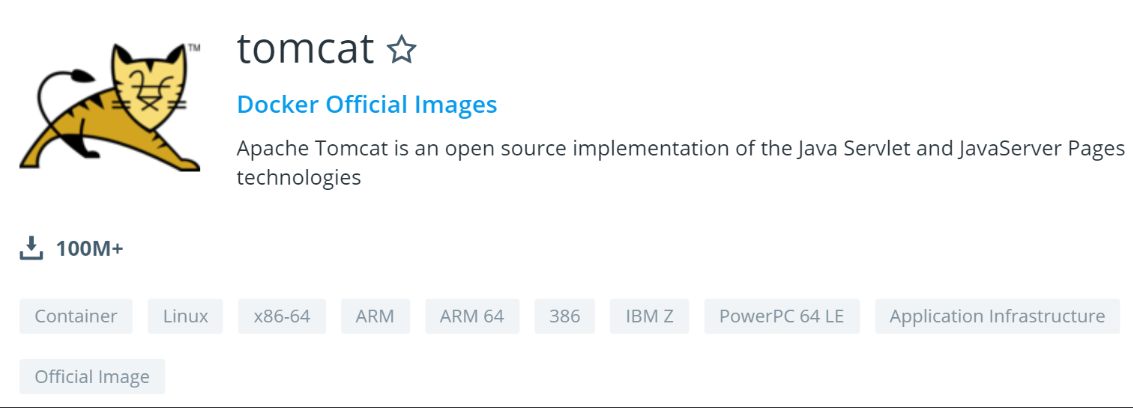 TM
tomcat
Docker Official Images
Apache Tomcat is an open source implementation of the Java Servlet and JavaServer Pages
technologies
100M+
Container Linux x86-64 ARM ARM 64 386 IBM Z PowerPC 64 LE Application Infrastructure
Official Image